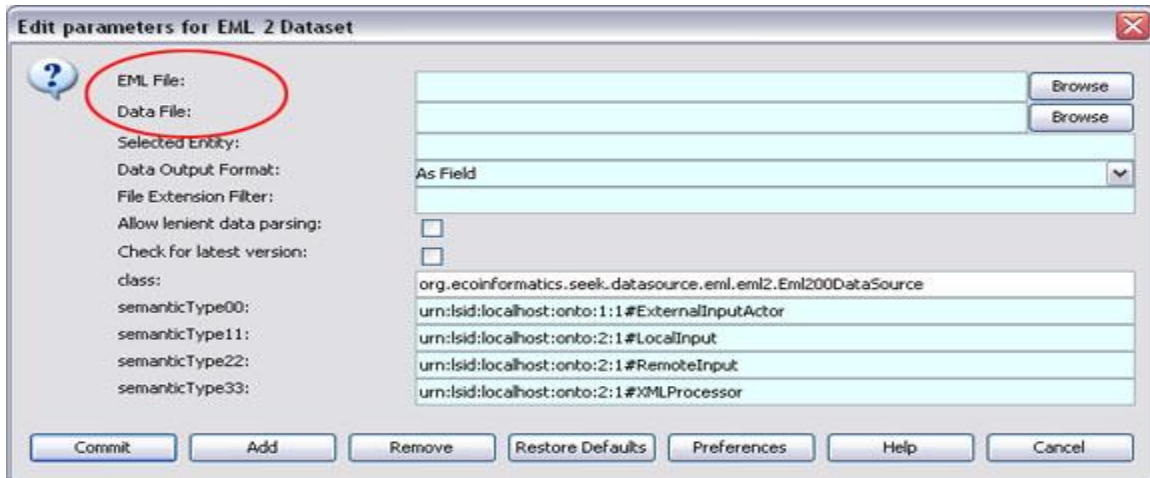 Edit parameters for EML 2 Dataset
EML File: Browse
Data File: Browse
Selected Entity:
Data Output Format: As Field
File Extension Filter:
Allow lenient data parsing:
Check for latest version:
class: org.ecoinformatics.seek.datasource.eml.eml2.Eml200DataSource
semanticType00: urn:lsid:localhost:onto:1:1#ExternalInputActor
semanticType11: urn:lsid:localhost:onto:2:1#LocalInput
semanticType22: urn:lsid:localhost:onto:2:1#RemoteInput
semanticType33: urn:lsid:localhost:onto:2:1#XMLProcessor
Commit Add Remove Restore Defaults Preferences Help Cancel